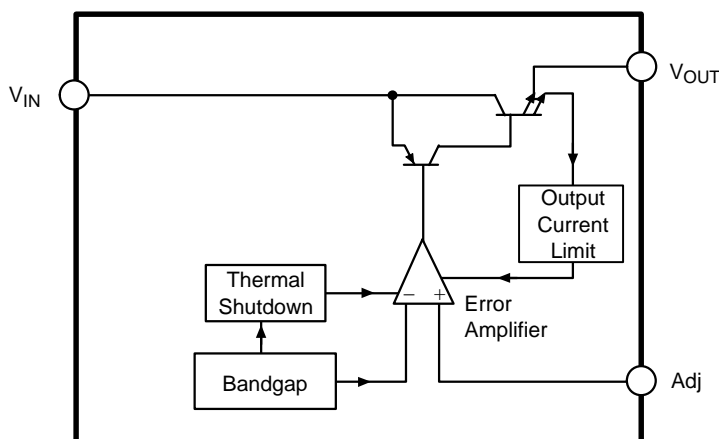 V_IN
V_OUT
Output
Current
Limit
Thermal
Shutdown
− +
Error
Amplifier
Bandgap
Adj